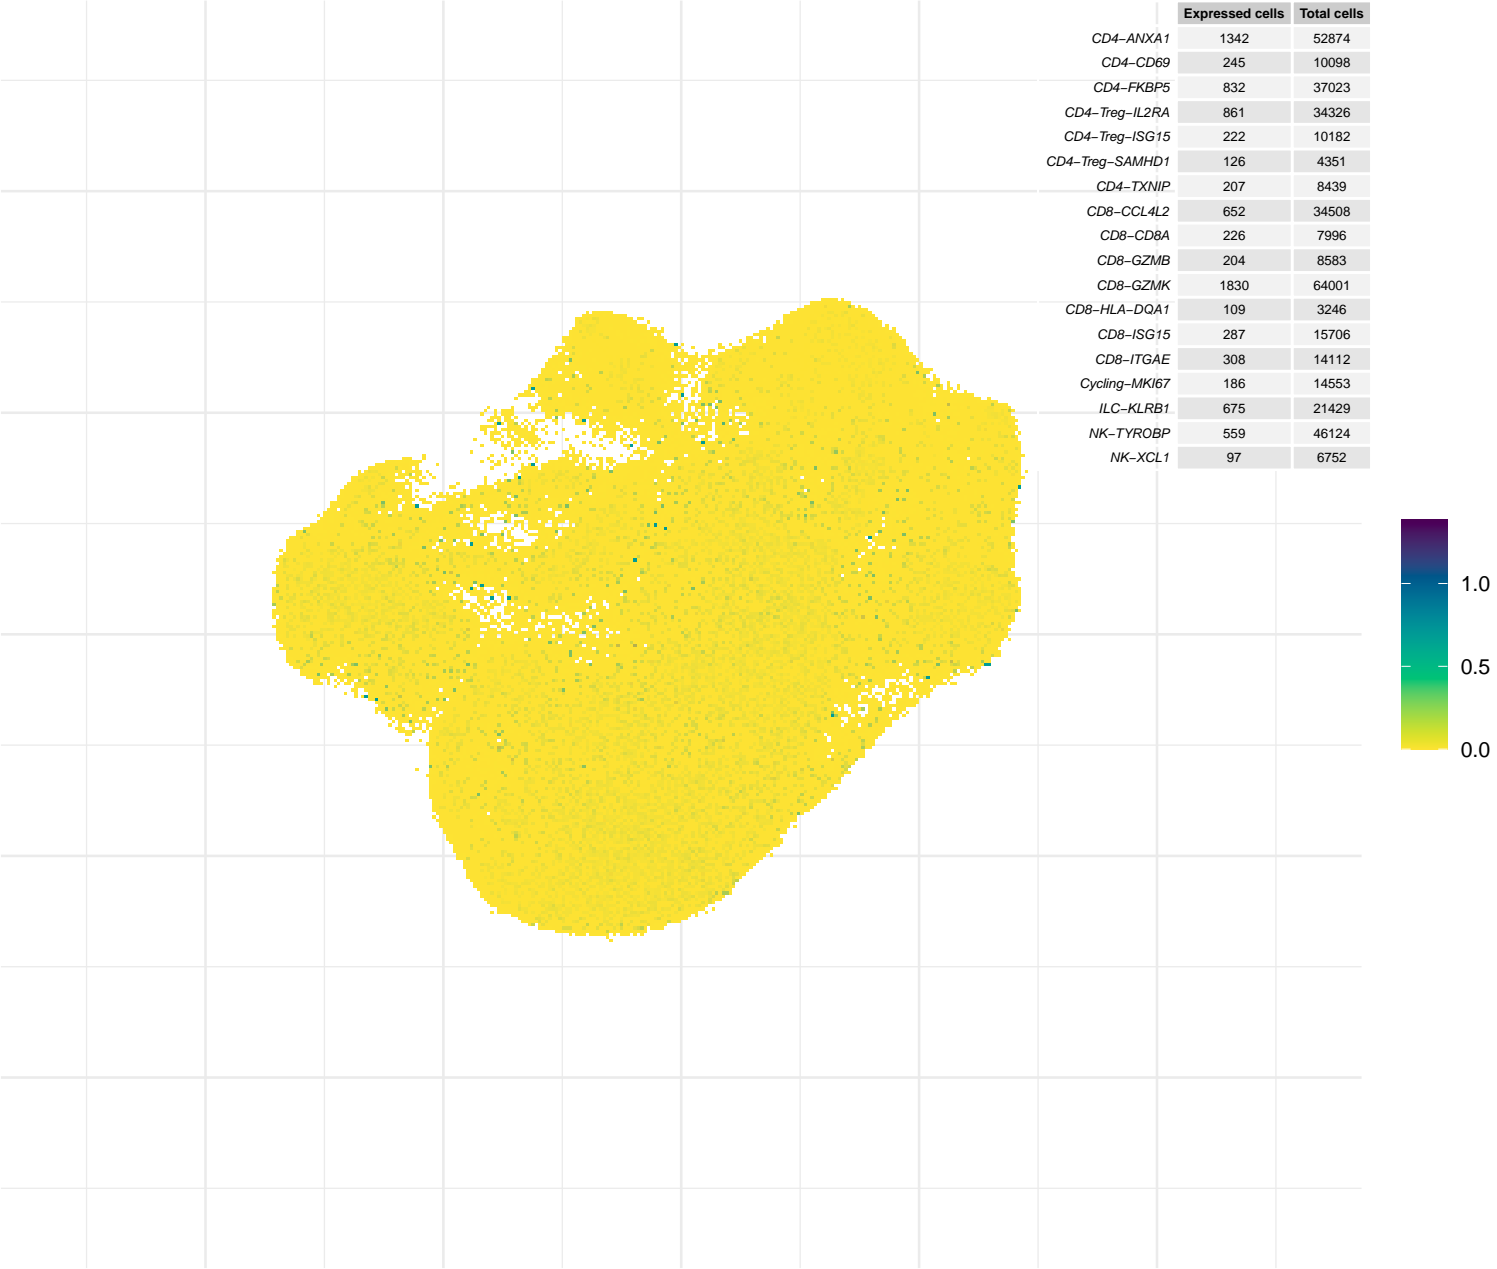 Expressed cells Total cells
CD4−ANXA1 1342 52874
CD4−CD69 245 10098
CD4−FKBP5 832 37023
CD4−Treg−IL2RA 861 34326
CD4−Treg−ISG15 222 10182
CD4−Treg−SAMHD1 126 4351
CD4−TXNIP 207 8439
CD8−CCL4L2 652 34508
CD8−CD8A 226 7996
CD8−GZMB 204 8583
CD8−GZMK 1830 64001
CD8−HLA−DQA1 109 3246
CD8−ISG15 287 15706
CD8−ITGAE 308 14112
Cycling−MKI67 186 14553
ILC−KLRB1 675 21429
NK−TYROBP 559 46124
NK−XCL1 97 6752
1.0
0.5
0.0